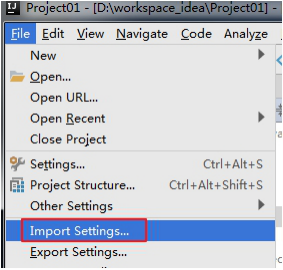 IJ Project01 - [D:\workspace_idea\Project01] -
File Edit View Navigate Code Analyze
New
Open...
Open URL...
Open Recent
Close Project
Settings... Ctrl+Alt+S
Project Structure... Ctrl+Alt+Shift+S
Other Settings
Import Settings...
Export Settings...